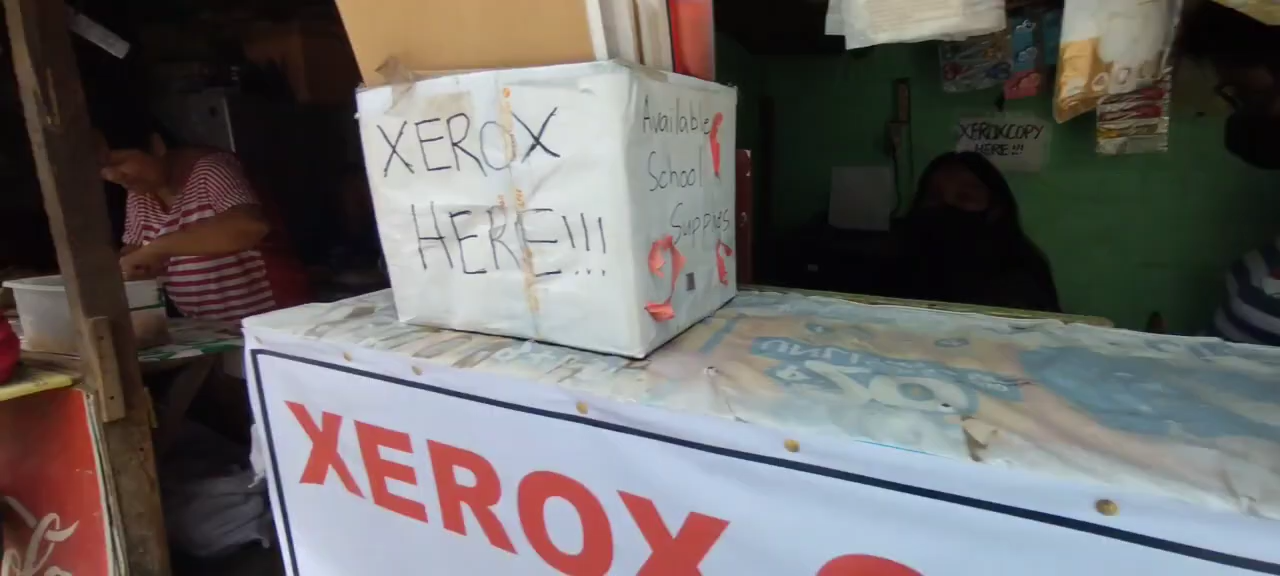 XEROX
HERE!!!
Available
School
Supplies
XEROXCOPY
HERE!!!
XEROX